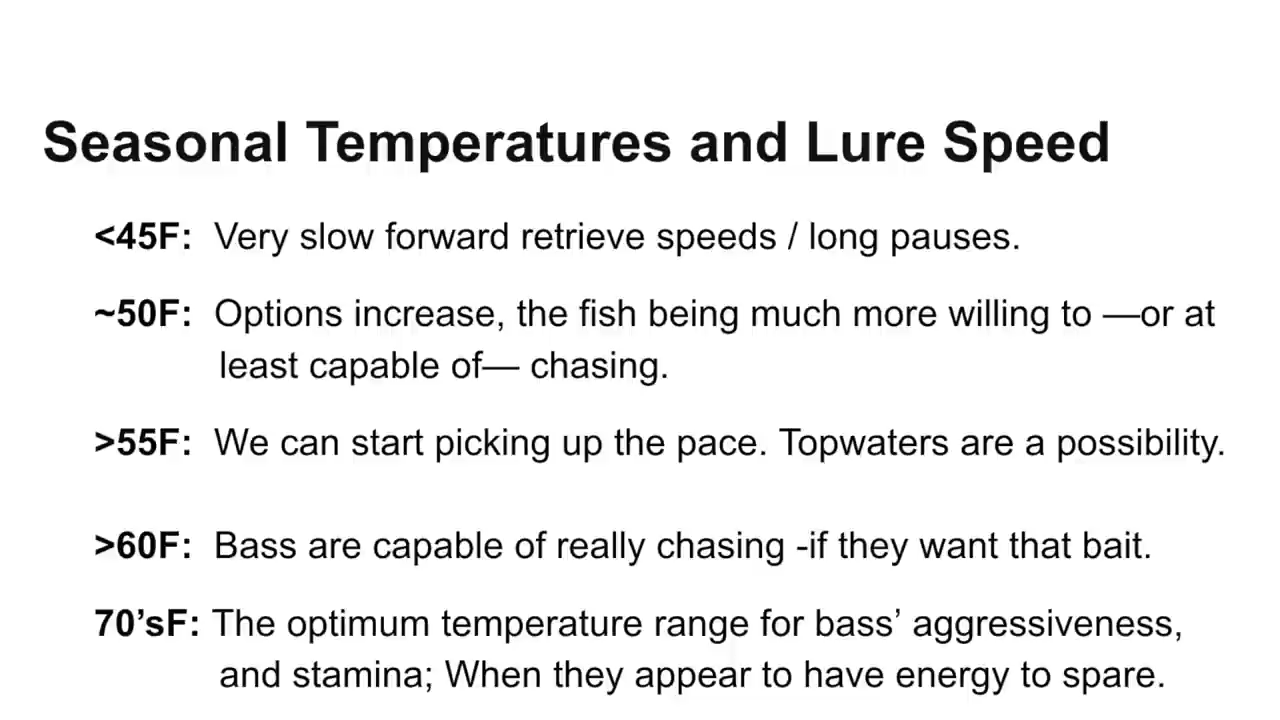 Seasonal Temperatures and Lure Speed
<45F: Very slow forward retrieve speeds / long pauses.
~50F: Options increase, the fish being much more willing to —or at
least capable of— chasing.
>55F: We can start picking up the pace. Topwaters are a possibility.
>60F: Bass are capable of really chasing -if they want that bait.
70’sF: The optimum temperature range for bass’ aggressiveness,
and stamina; When they appear to have energy to spare.